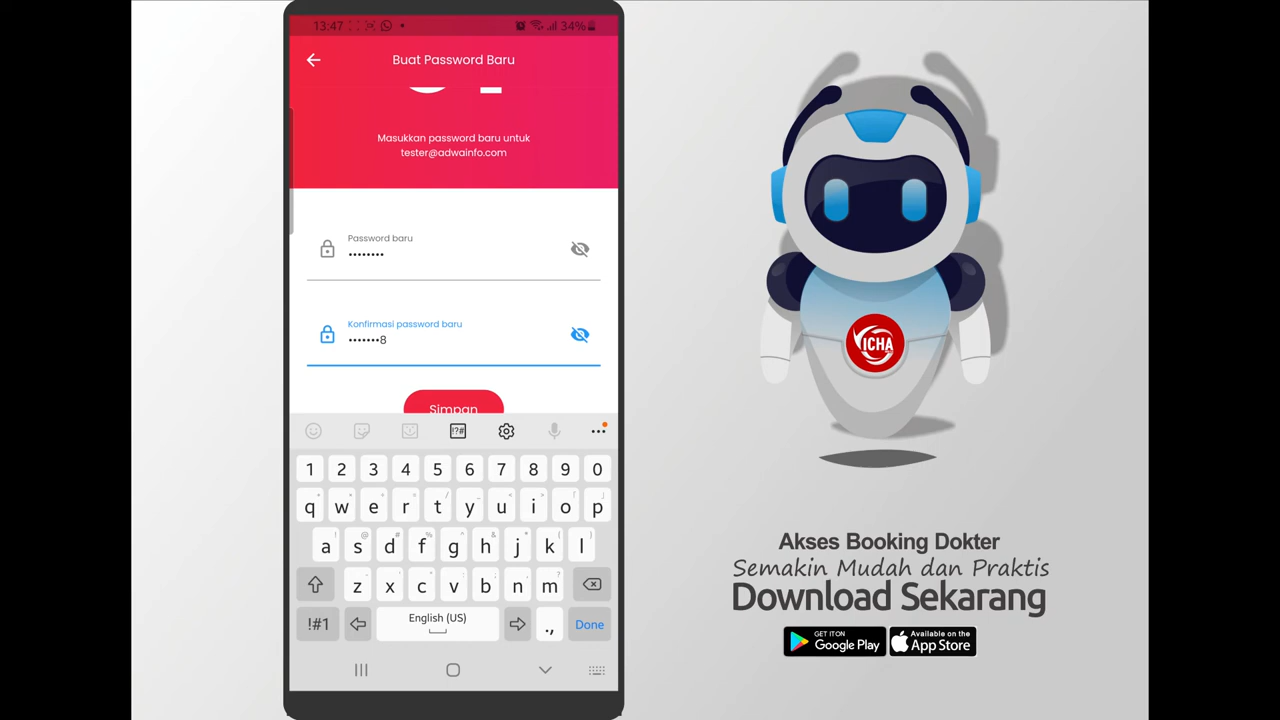 13:47
34%
Buat Password Baru
Masukkan password baru untuk
tester@adwainfo.com
Password baru
••••••••
Konfirmasi password baru
•••••••8
Simpan
!?#
1 2 3 4 5 6 7 8 9 0
q w e r t y u i o p
a s d f g h j k l
z x c v b n m
!#1
English (US)
.,
Done
ICHA
Akses Booking Dokter
Semakin Mudah dan Praktis
Download Sekarang
GET IT ON
Google Play
Available on the
App Store